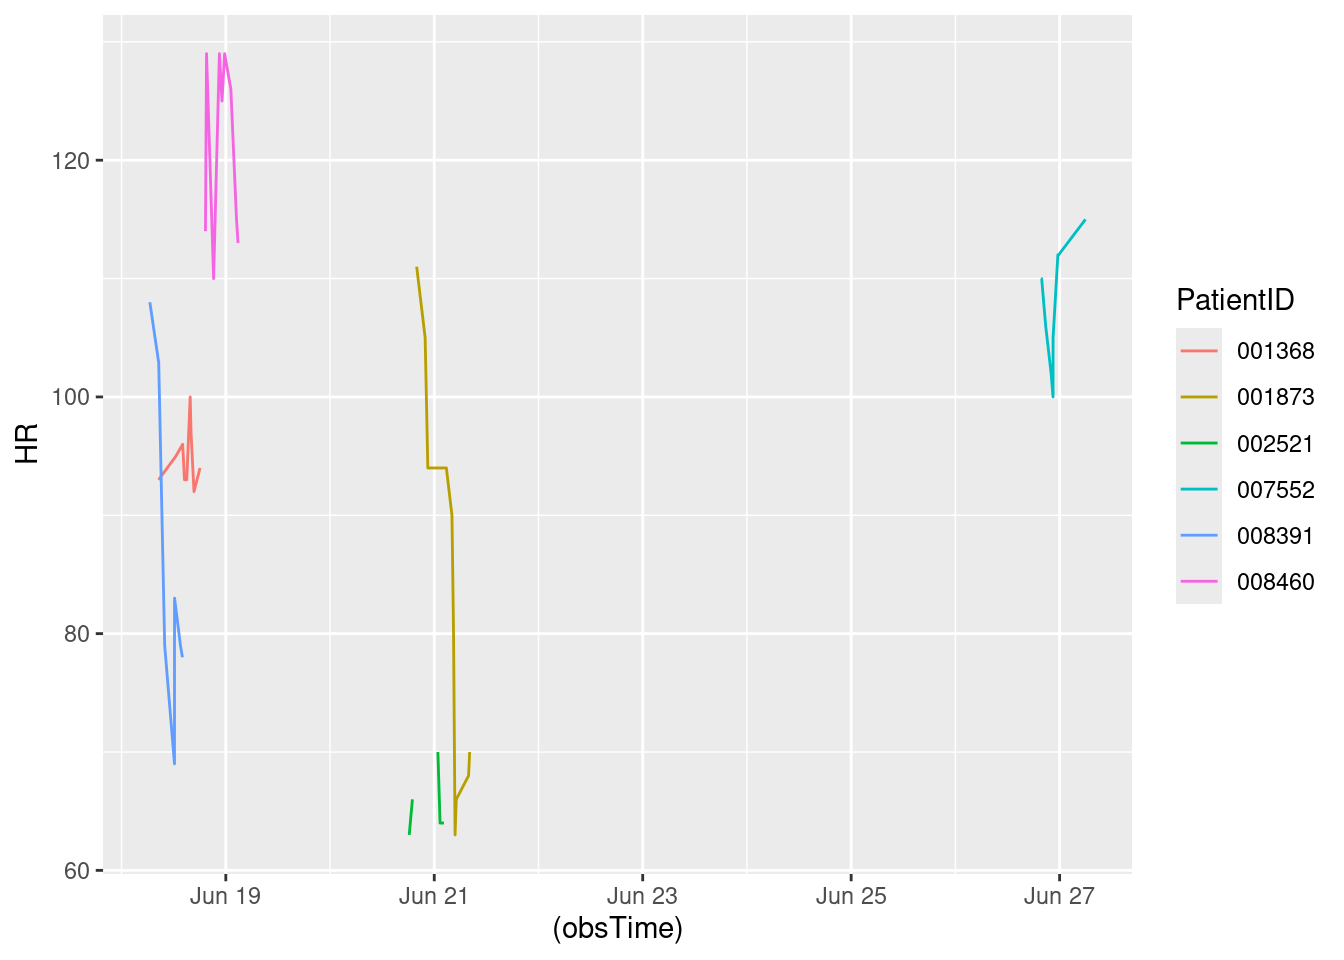 HR
120
100
80
60
Jun 19
Jun 21
Jun 23
Jun 25
Jun 27
(obsTime)
PatientID
001368
001873
002521
007552
008391
008460